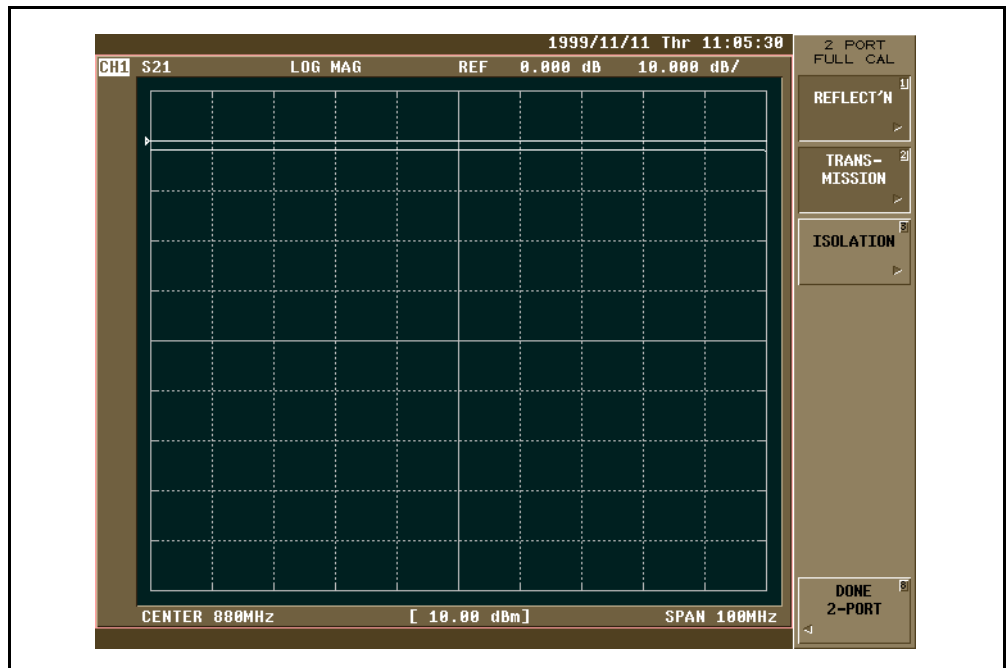 1999/11/11 Thr 11:05:30
CH1 S21 LOG MAG REF 0.000 dB 10.000 dB/
CENTER 880MHz [ 10.00 dBm] SPAN 100MHz
2 PORT
FULL CAL
REFLECT'N 1
TRANS- 2
MISSION
ISOLATION
DONE
2-PORT